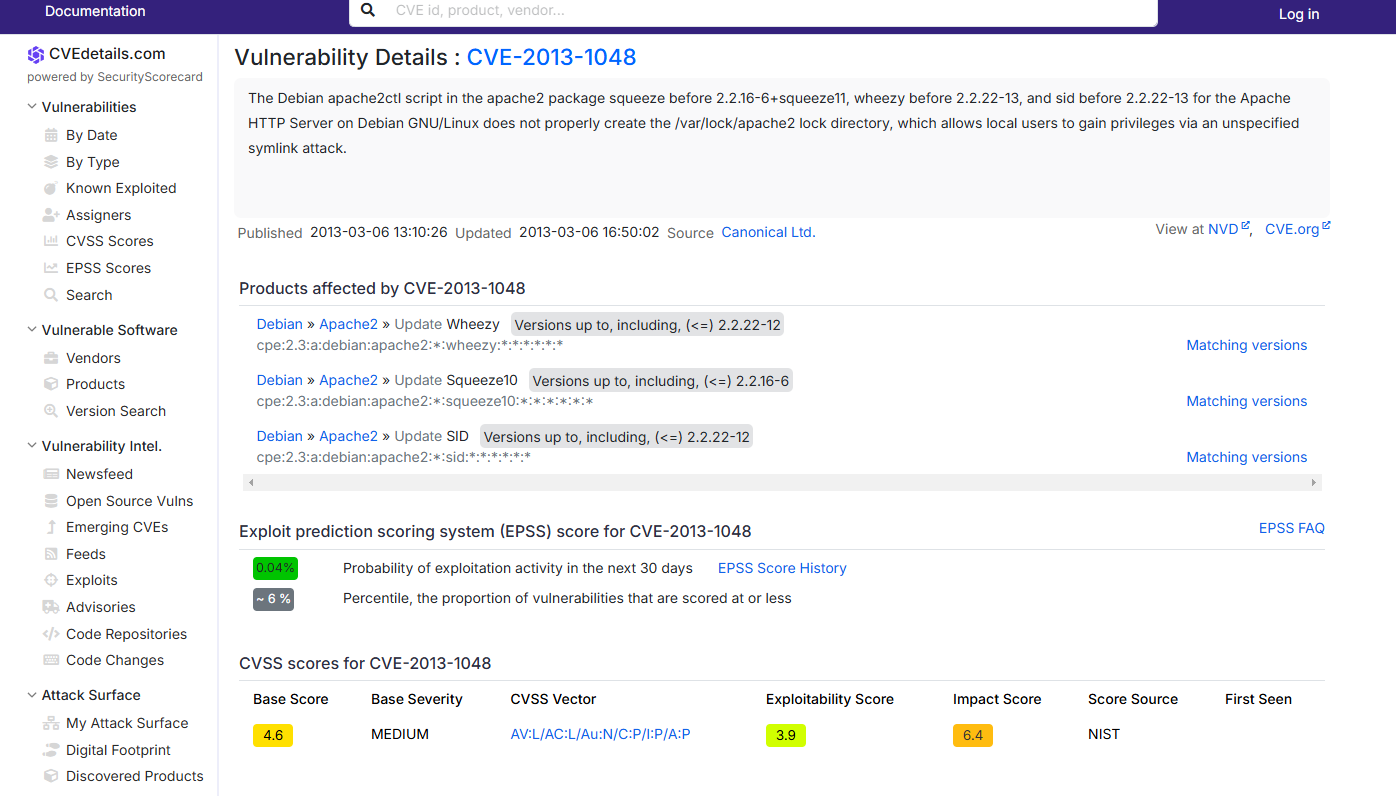 Documentation
CVE id, product, vendor...
Log in
CVEdetails.com
powered by SecurityScorecard
Vulnerabilities
By Date
By Type
Known Exploited
Assigners
CVSS Scores
EPSS Scores
Search
Vulnerable Software
Vendors
Products
Version Search
Vulnerability Intel.
Newsfeed
Open Source Vulns
Emerging CVEs
Feeds
Exploits
Advisories
Code Repositories
Code Changes
Attack Surface
My Attack Surface
Digital Footprint
Discovered Products
Vulnerability Details : CVE-2013-1048
The Debian apache2ctl script in the apache2 package squeeze before 2.2.16-6+squeeze11, wheezy before 2.2.22-13, and sid before 2.2.22-13 for the Apache
HTTP Server on Debian GNU/Linux does not properly create the /var/lock/apache2 lock directory, which allows local users to gain privileges via an unspecified
symlink attack.
Published 2013-03-06 13:10:26 Updated 2013-03-06 16:50:02 Source Canonical Ltd.
View at NVD, CVE.org
Products affected by CVE-2013-1048
Debian » Apache2 » Update Wheezy Versions up to, including, (<=) 2.2.22-12
cpe:2.3:a:debian:apache2:*:wheezy:*:*:*:*:*:* Matching versions
Debian » Apache2 » Update Squeeze10 Versions up to, including, (<=) 2.2.16-6
cpe:2.3:a:debian:apache2:*:squeeze10:*:*:*:*:*:* Matching versions
Debian » Apache2 » Update SID Versions up to, including, (<=) 2.2.22-12
cpe:2.3:a:debian:apache2:*:sid:*:*:*:*:*:* Matching versions
Exploit prediction scoring system (EPSS) score for CVE-2013-1048 EPSS FAQ
0.04% Probability of exploitation activity in the next 30 days EPSS Score History
~ 6 % Percentile, the proportion of vulnerabilities that are scored at or less
CVSS scores for CVE-2013-1048
Base Score Base Severity CVSS Vector Exploitability Score Impact Score Score Source First Seen
4.6 MEDIUM AV:L/AC:L/Au:N/C:P/I:P/A:P 3.9 6.4 NIST